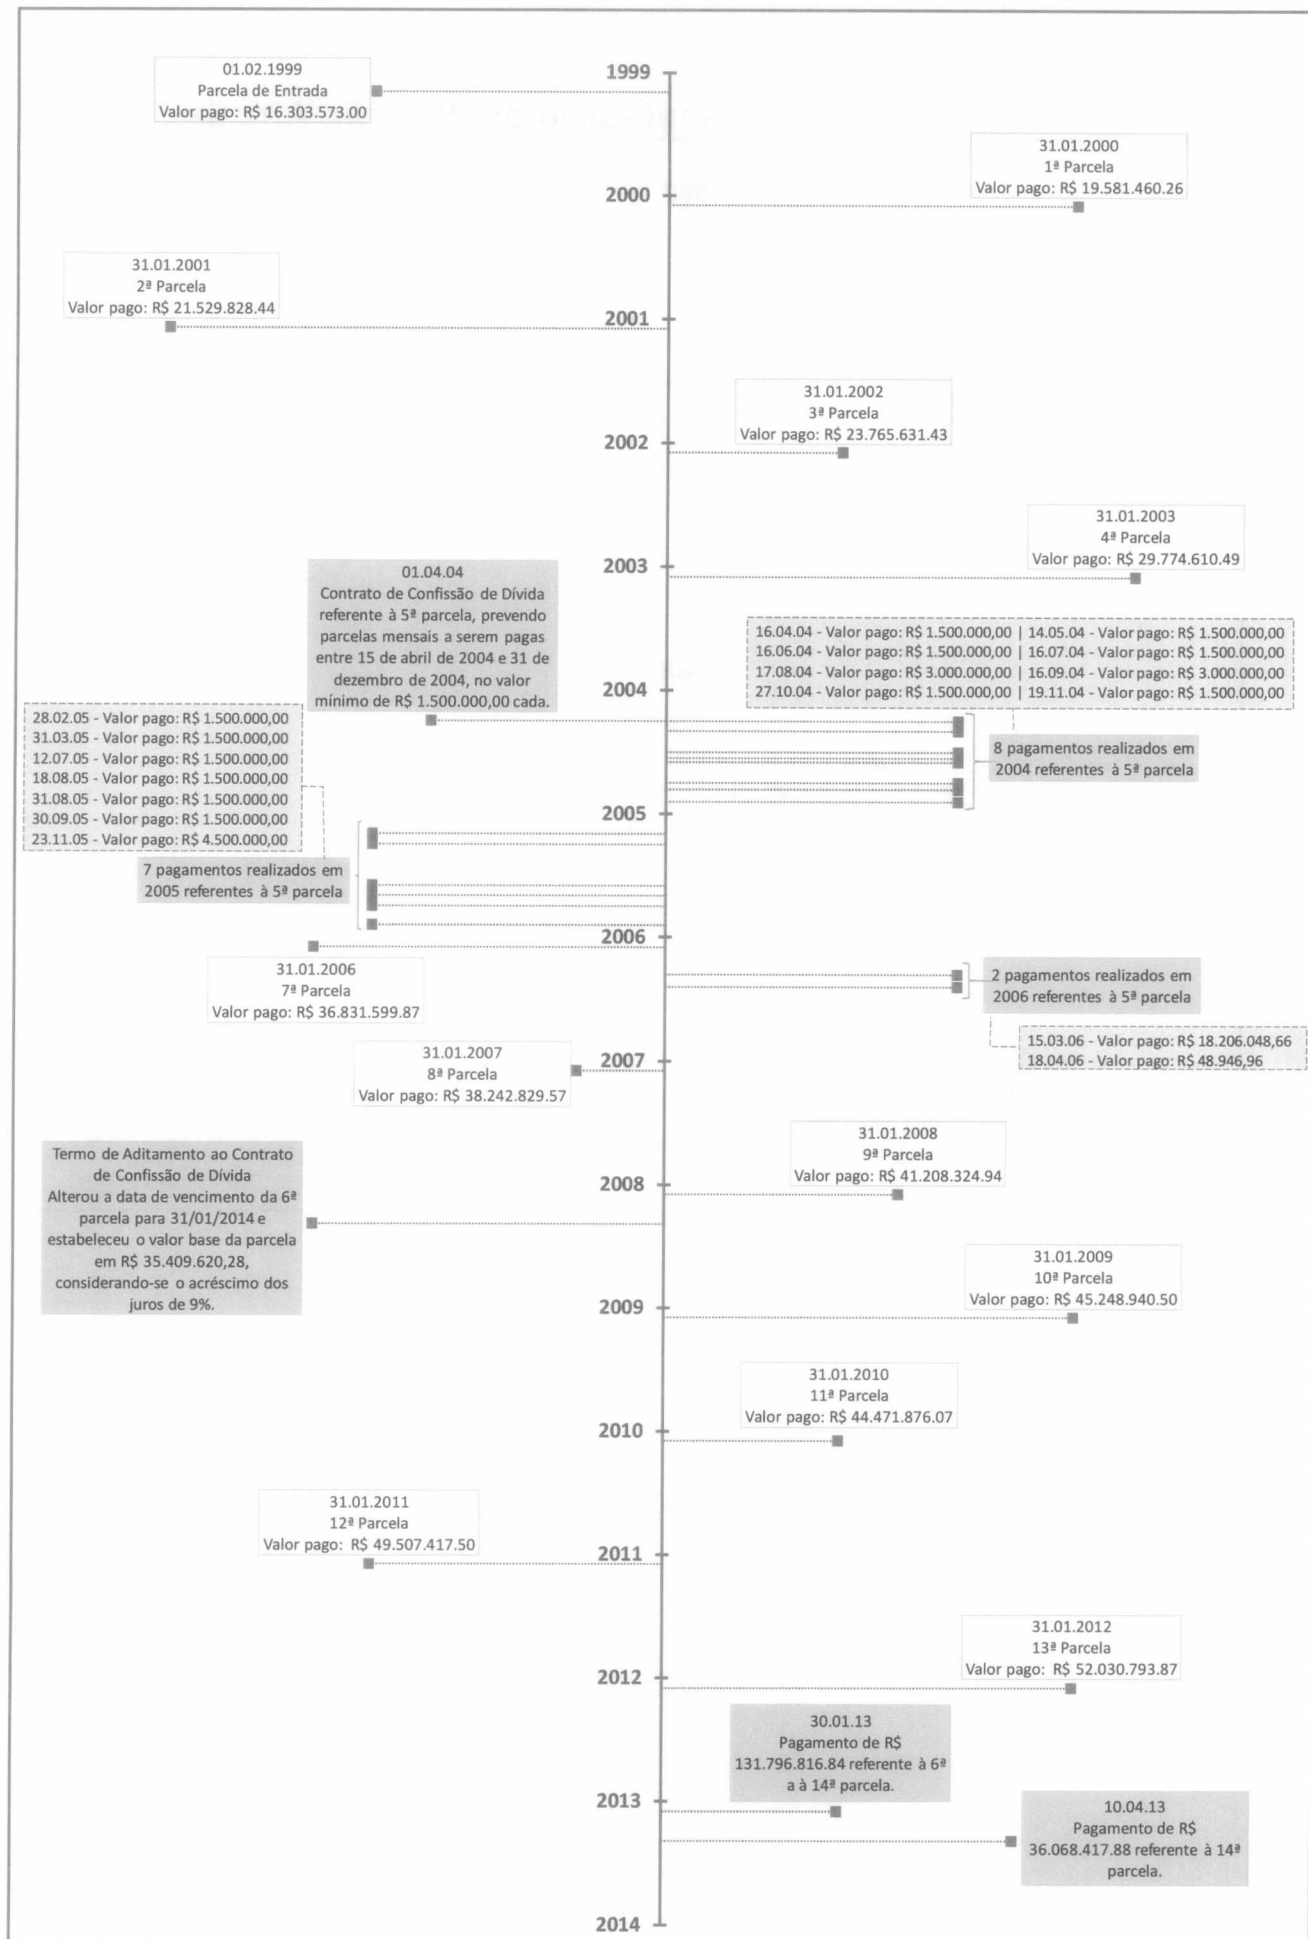 1999
01.02.1999
Parcela de Entrada
Valor pago: R$ 16.303.573.00
31.01.2000
1ª Parcela
Valor pago: R$ 19.581.460.26
2000
31.01.2001
2ª Parcela
Valor pago: R$ 21.529.828.44
2001
31.01.2002
3ª Parcela
Valor pago: R$ 23.765.631.43
2002
31.01.2003
4ª Parcela
Valor pago: R$ 29.774.610.49
2003
01.04.04
Contrato de Confissão de Dívida
referente à 5ª parcela, prevendo
parcelas mensais a serem pagas
entre 15 de abril de 2004 e 31 de
dezembro de 2004, no valor
mínimo de R$ 1.500.000,00 cada.
16.04.04 - Valor pago: R$ 1.500.000,00 | 14.05.04 - Valor pago: R$ 1.500.000,00
16.06.04 - Valor pago: R$ 1.500.000,00 | 16.07.04 - Valor pago: R$ 1.500.000,00
17.08.04 - Valor pago: R$ 3.000.000,00 | 16.09.04 - Valor pago: R$ 3.000.000,00
27.10.04 - Valor pago: R$ 1.500.000,00 | 19.11.04 - Valor pago: R$ 1.500.000,00
2004
8 pagamentos realizados em
2004 referentes à 5ª parcela
28.02.05 - Valor pago: R$ 1.500.000,00
31.03.05 - Valor pago: R$ 1.500.000,00
12.07.05 - Valor pago: R$ 1.500.000,00
18.08.05 - Valor pago: R$ 1.500.000,00
31.08.05 - Valor pago: R$ 1.500.000,00
30.09.05 - Valor pago: R$ 1.500.000,00
23.11.05 - Valor pago: R$ 4.500.000,00
2005
7 pagamentos realizados em
2005 referentes à 5ª parcela
2006
31.01.2006
7ª Parcela
Valor pago: R$ 36.831.599.87
2 pagamentos realizados em
2006 referentes à 5ª parcela
15.03.06 - Valor pago: R$ 18.206.048,66
18.04.06 - Valor pago: R$ 48.946,96
31.01.2007
8ª Parcela
Valor pago: R$ 38.242.829.57
2007
31.01.2008
9ª Parcela
Valor pago: R$ 41.208.324.94
Termo de Aditamento ao Contrato
de Confissão de Dívida
Alterou a data de vencimento da 6ª
parcela para 31/01/2014 e
estabeleceu o valor base da parcela
em R$ 35.409.620,28,
considerando-se o acréscimo dos
juros de 9%.
2008
31.01.2009
10ª Parcela
Valor pago: R$ 45.248.940.50
2009
31.01.2010
11ª Parcela
Valor pago: R$ 44.471.876.07
2010
31.01.2011
12ª Parcela
Valor pago: R$ 49.507.417.50
2011
31.01.2012
13ª Parcela
Valor pago: R$ 52.030.793.87
2012
30.01.13
Pagamento de R$
131.796.816.84 referente à 6ª
a à 14ª parcela.
2013
10.04.13
Pagamento de R$
36.068.417.88 referente à 14ª
parcela.
2014